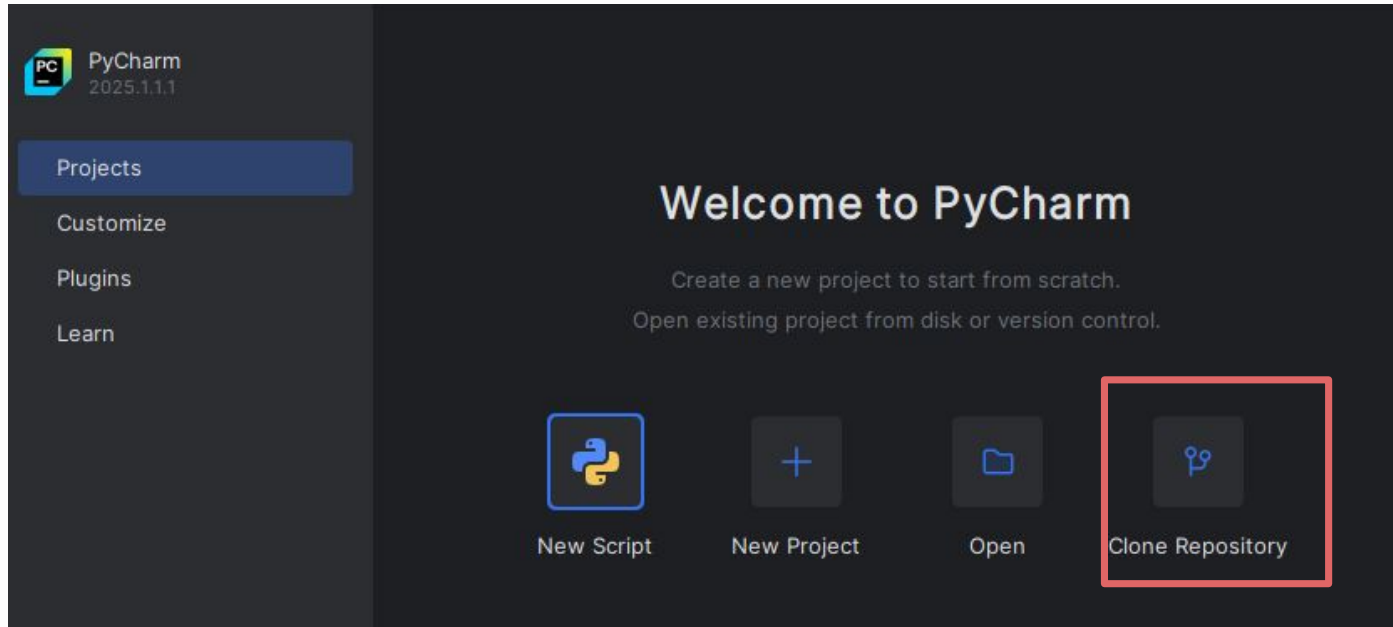 PC
PyCharm
2025.1.1.1
Projects
Customize
Plugins
Learn
Welcome to PyCharm
Create a new project to start from scratch.
Open existing project from disk or version control.
New Script
New Project
Open
Clone Repository